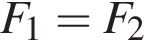 F₁ = F₂